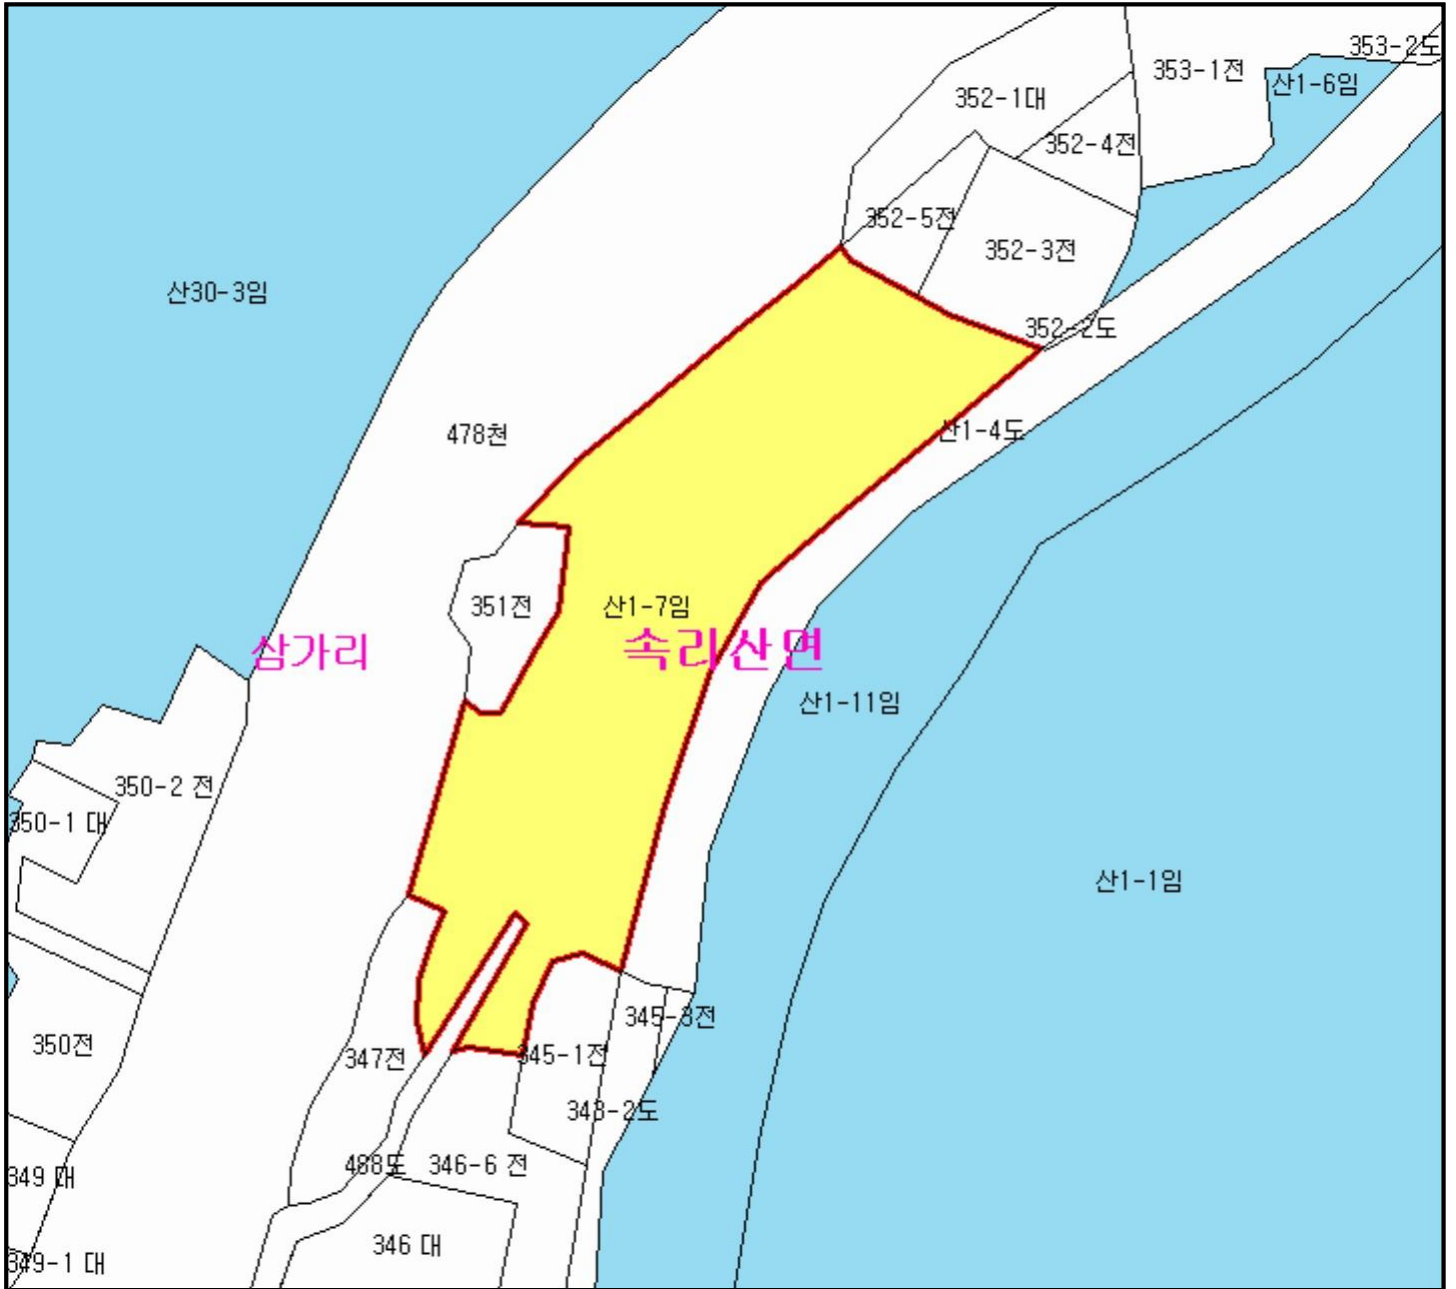 353-2도
353-1전
산1-6임
352-1대
352-4전
352-5전
352-3전
산30-3임
352-2도
478천
산1-4도
351전
산1-7임
삼가리
속리산면
산1-11임
350-2 전
350-1 대
산1-1임
345-3전
350전
347전
345-1전
343-2도
488도
346-6 전
349 대
346 대
349-1 대